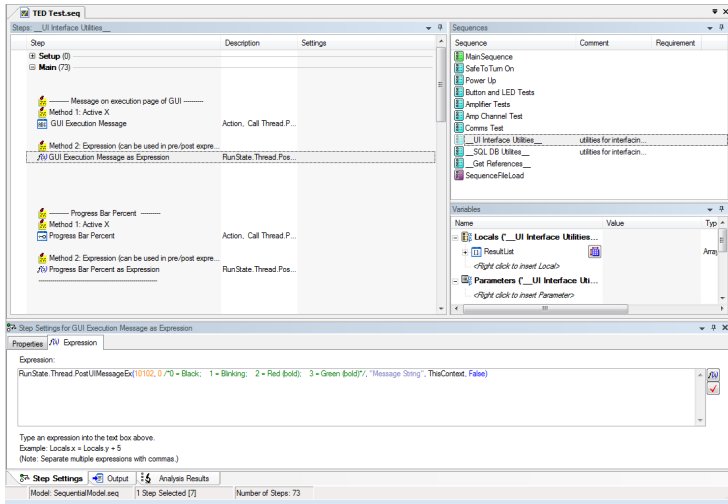 TED Test.seq
Steps: __UI Interface Utilities__
Step Description Settings
Setup (0)
Main (73)
--------- Message on execution page of GUI ----------
Method 1: Active X
GUI Execution Message Action, Call Thread.P...
Method 2: Expression (can be used in pre/post expre...
GUI Execution Message as Expression RunState.Thread.Pos...
--------- Progress Bar Percent ---------
Method 1: Active X
Progress Bar Percent Action, Call Thread.P...
Method 2: Expression (can be used in pre/post expre...
f(x) Progress Bar Percent as Expression RunState.Thread.Pos...
Sequences
Sequence Comment Requirement
MainSequence
SafeToTurn On
Power Up
Button and LED Tests
Amplifier Tests
Amp Channel Test
Comms Test
__UI Interface Utilities__ utilities for interfacin...
__SQL DB Utilites__ utilities for interfacin...
__Get References__
SequenceFileLoad
Variables
Name Value Typ
Locals ('__UI Interface Utilities...
ResultList Array
<Right click to insert Local>
Parameters ('__UI Interface Uti...
<Right click to insert Parameter>
Step Settings for GUI Execution Message as Expression
Properties f(x) Expression
Expression:
RunState.Thread.PostUIMessageEx(10102, 0 /*0 = Black; 1 = Blinking; 2 = Red (bold); 3 = Green (bold)*/, "Message String", ThisContext, False)
f(x)
Type an expression into the text box above.
Example: Locals.x = Locals.y + 5
(Note: Separate multiple expressions with commas.)
Step Settings Output Analysis Results
Model: SequentialModel.seq 1 Step Selected [7] Number of Steps: 73